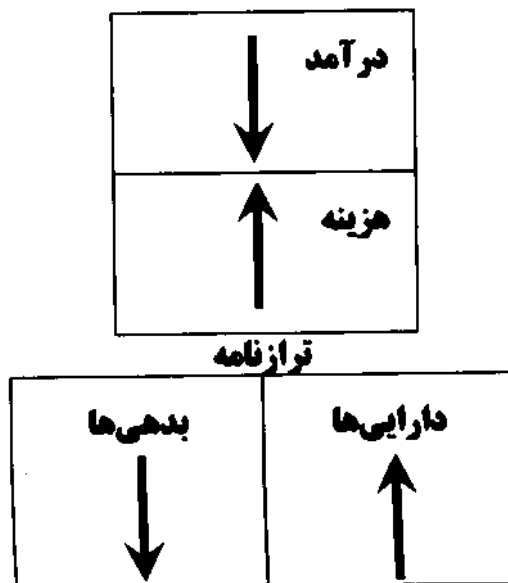 درآمد
هزینه
ترازنامه
دارایی‌ها
بدهی‌ها